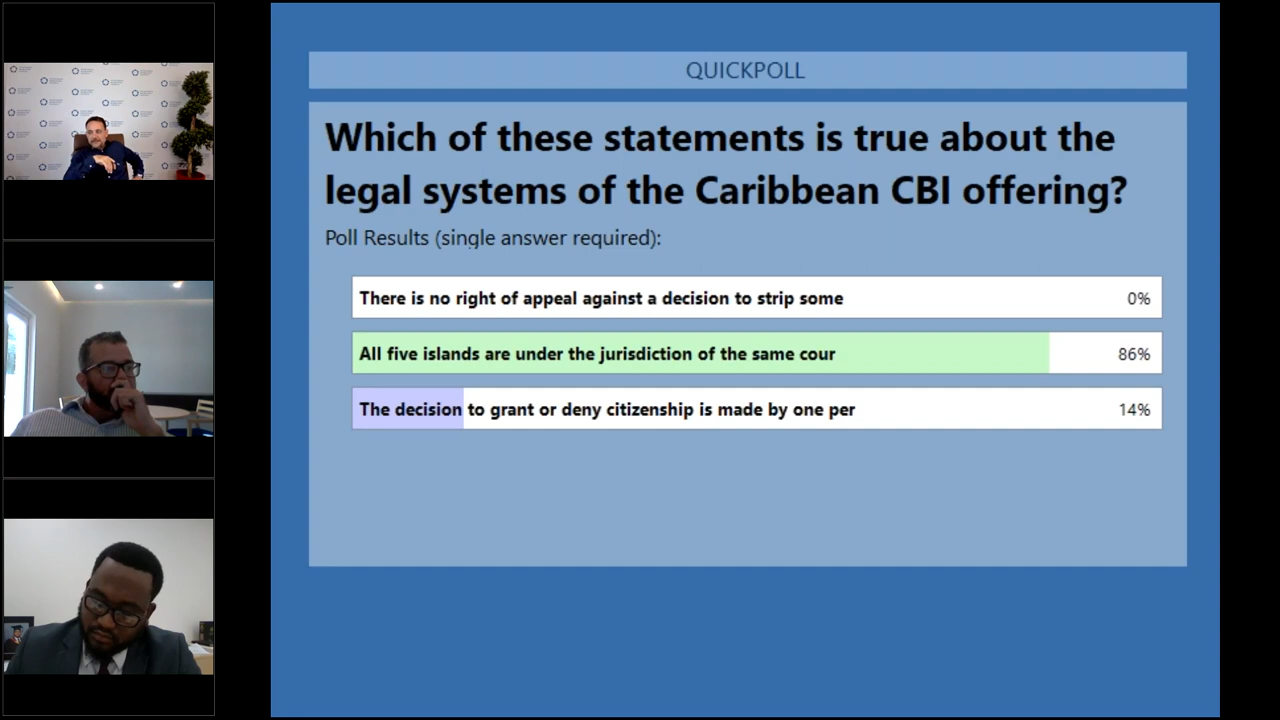 QUICKPOLL
Which of these statements is true about the
legal systems of the Caribbean CBI offering?
Poll Results (single answer required):
There is no right of appeal against a decision to strip some 0%
All five islands are under the jurisdiction of the same cour 86%
The decision to grant or deny citizenship is made by one per 14%